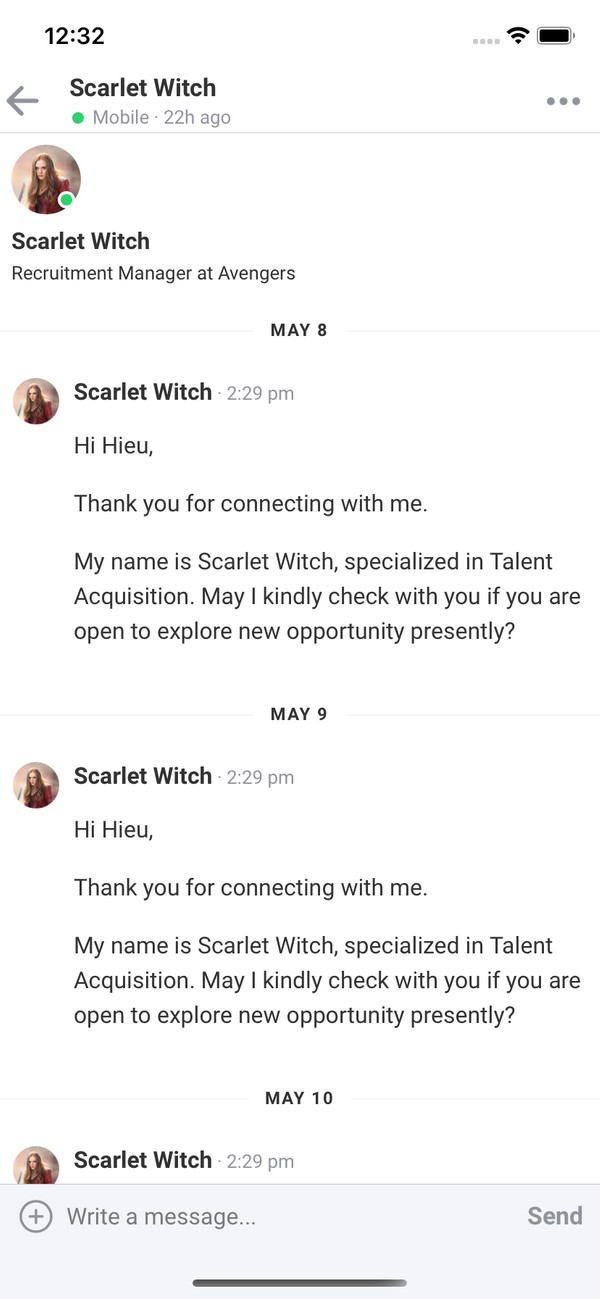 12:32
Scarlet Witch
Mobile · 22h ago
Scarlet Witch
Recruitment Manager at Avengers
MAY 8
Scarlet Witch · 2:29 pm
Hi Hieu,
Thank you for connecting with me.
My name is Scarlet Witch, specialized in Talent
Acquisition. May I kindly check with you if you are
open to explore new opportunity presently?
MAY 9
Scarlet Witch · 2:29 pm
Hi Hieu,
Thank you for connecting with me.
My name is Scarlet Witch, specialized in Talent
Acquisition. May I kindly check with you if you are
open to explore new opportunity presently?
MAY 10
Scarlet Witch · 2:29 pm
Write a message...
Send